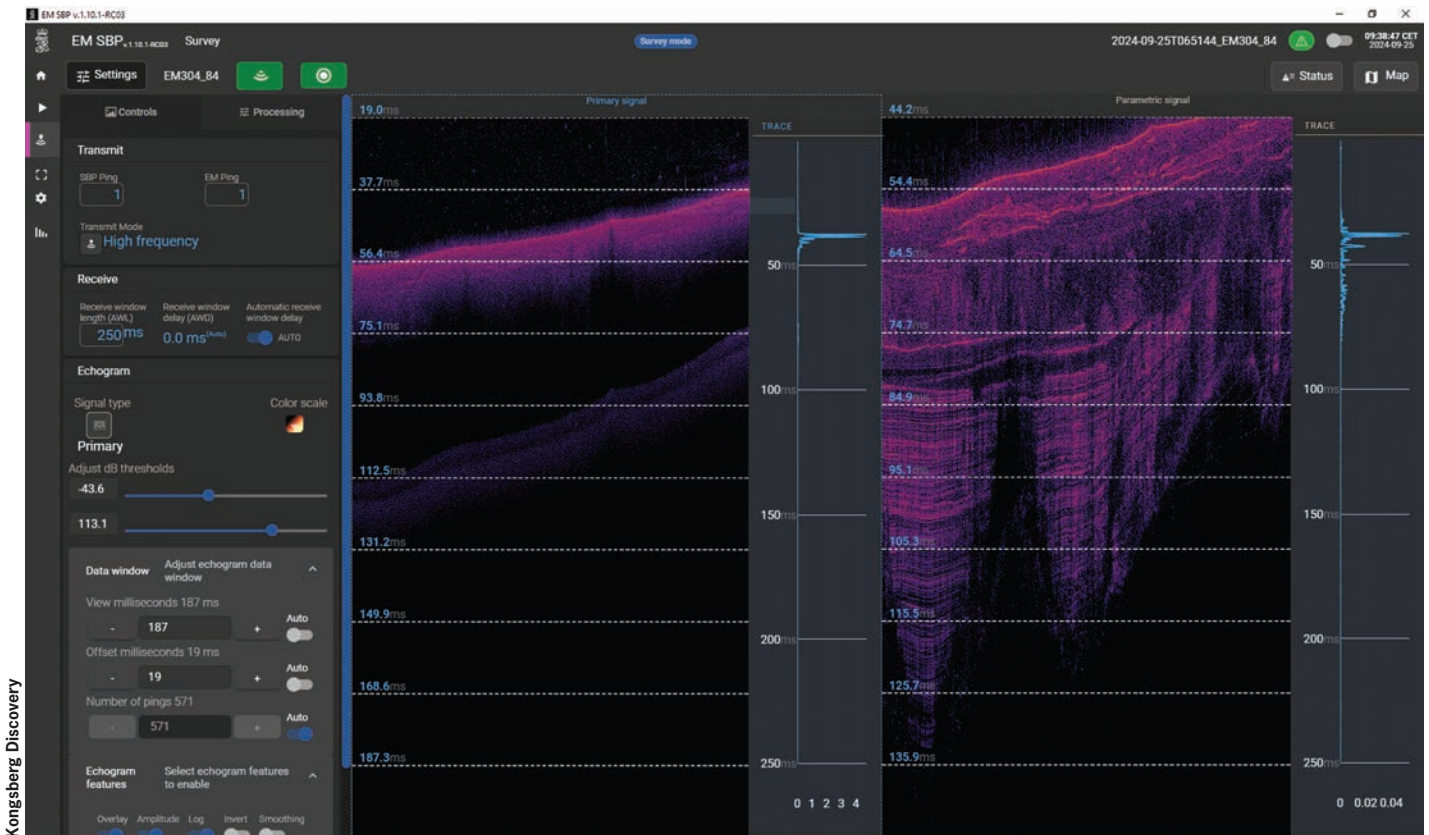 EM SBP v.1.10.1-RC03
EM SBP v.1.10.1-RC03 Survey
Survey mode
2024-09-25T065144_EM304_84
09:38:47 CET
2024-09-25
Settings EM304_84
Status Map
Controls Processing
Transmit
SBP Ping EM Ping
1 1
Transmit Mode
High frequency
Receive
Receive window length (AWL) Receive window delay (AWD) Automatic receive window delay
250 ms 0.0 ms (Auto) AUTO
Echogram
Signal type Color scale
Primary
Adjust dB thresholds
-43.6
113.1
Data window Adjust echogram data window
View milliseconds 187 ms
- 187 + Auto
Offset milliseconds 19 ms
- 19 + Auto
Number of pings 571
- 571 + Auto
Echogram features Select echogram features to enable
Overlay Amplitude Log Invert Smoothing
Primary signal
19.0ms
37.7ms
56.4ms
75.1ms
93.8ms
112.5ms
131.2ms
149.9ms
168.6ms
187.3ms
TRACE
50ms
100ms
150ms
200ms
250ms
0 1 2 3 4
Parametric signal
44.2ms
54.4ms
64.5ms
74.7ms
84.9ms
95.1ms
105.3ms
115.5ms
125.7ms
135.9ms
TRACE
50ms
100ms
150ms
200ms
250ms
0 0.02 0.04
Kongsberg Discovery